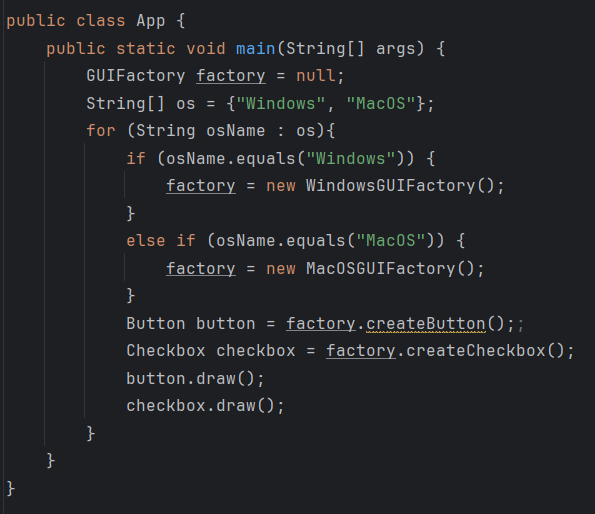 public class App {
    public static void main(String[] args) {
        GUIFactory factory = null;
        String[] os = {"Windows", "MacOS"};
        for (String osName : os){
            if (osName.equals("Windows")) {
                factory = new WindowsGUIFactory();
            }
            else if (osName.equals("MacOS")) {
                factory = new MacOSGUIFactory();
            }
            Button button = factory.createButton();;
            Checkbox checkbox = factory.createCheckbox();
            button.draw();
            checkbox.draw();
        }
    }
}